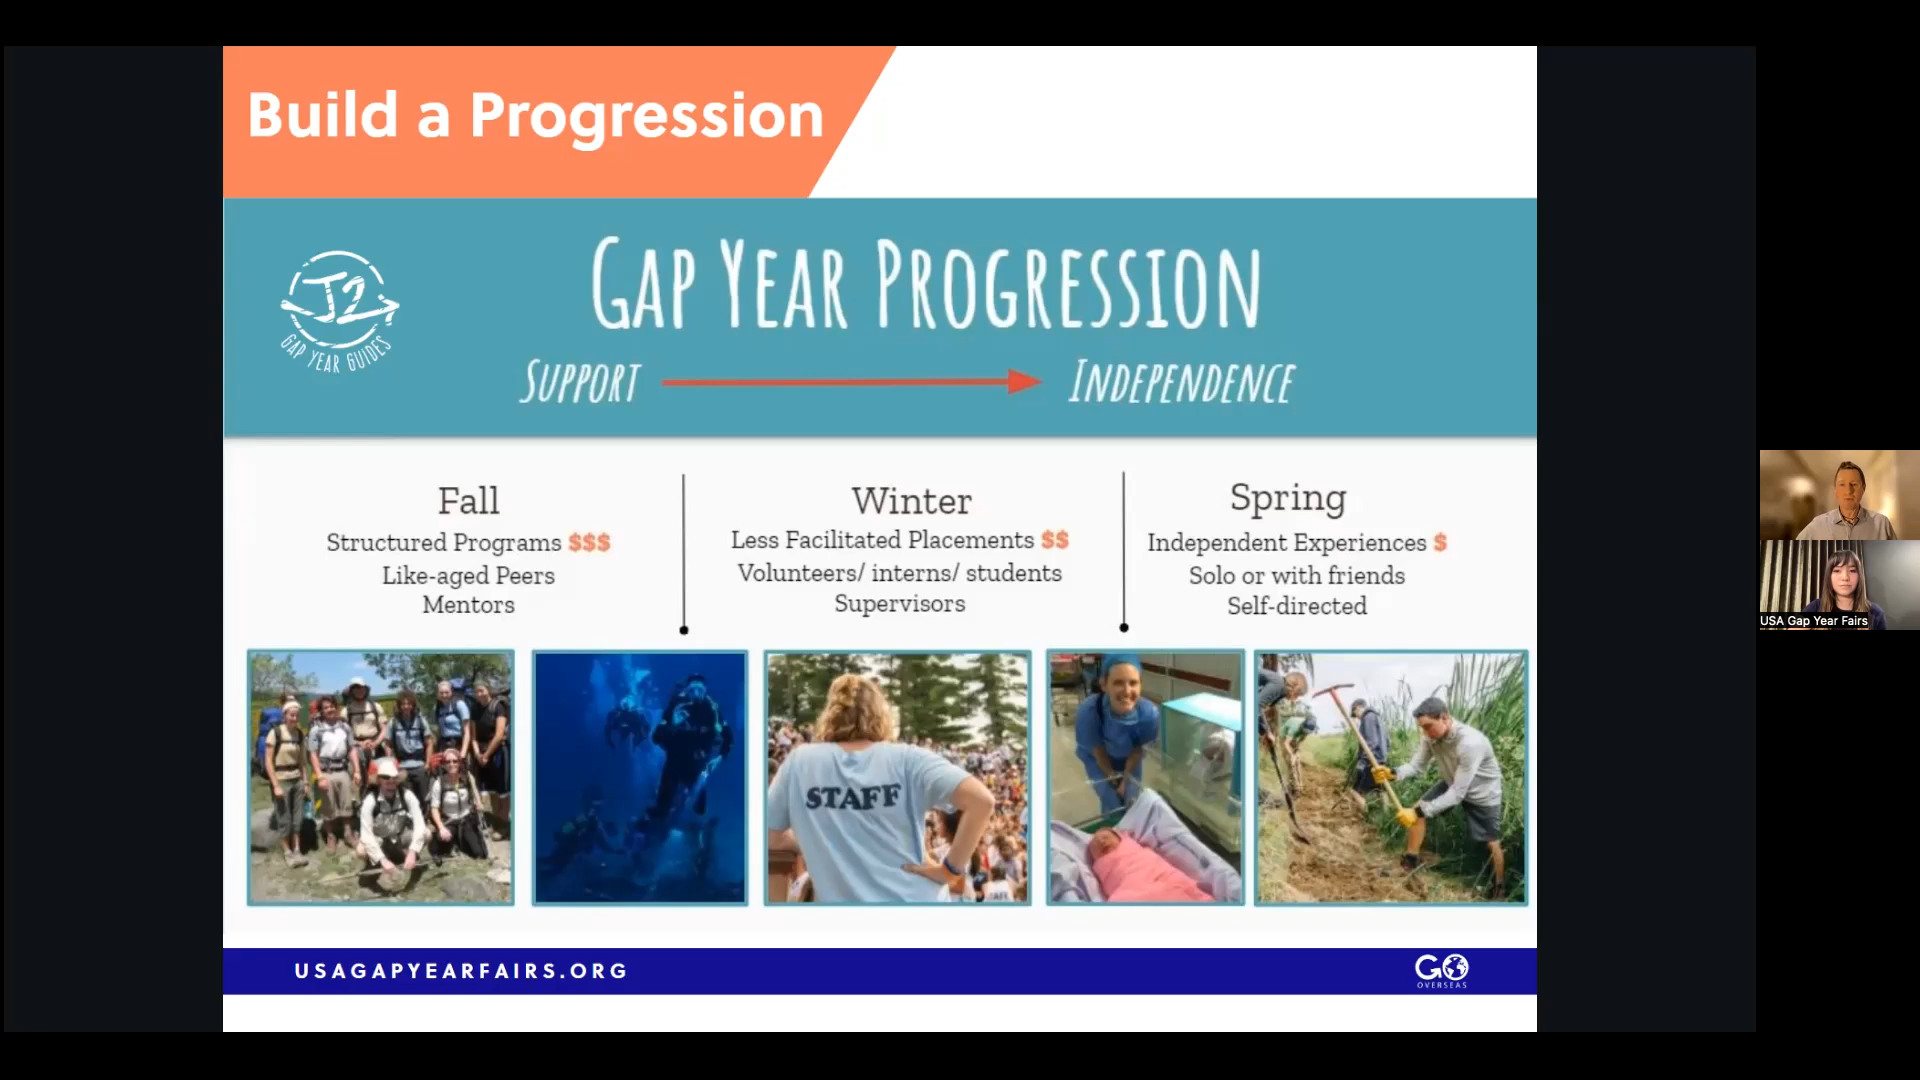 Build a Progression
J2
GAP YEAR GUIDES
GAP YEAR PROGRESSION
SUPPORT
INDEPENDENCE
Fall
Structured Programs $$$
Like-aged Peers
Mentors
Winter
Less Facilitated Placements $$
Volunteers/ interns/ students
Supervisors
Spring
Independent Experiences $
Solo or with friends
Self-directed
STAFF
USA Gap Year Fairs
USAGAPYEARFAIRS.ORG
GO
OVERSEAS